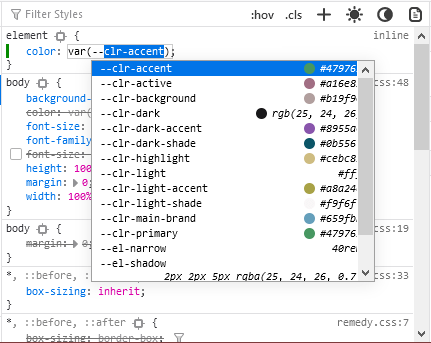 Filter Styles :hov .cls
element { inline
color: var(--clr-accent);
}
--clr-accent #47976
--clr-active #a16e8
--clr-background #b19f9
--clr-dark rgb(25, 24, 26
--clr-dark-accent #8955a
--clr-dark-shade #0b556
--clr-highlight #cebc8
--clr-light #ff
--clr-light-accent #a8a24
--clr-light-shade #f9f6f
--clr-main-brand #659fb
--clr-primary #47976
--el-narrow 40re
--el-shadow
2px 2px 5px rgba(25, 24, 26, 0.7
body { css:48
background-
color: var(
font-size:
font-family
font-size:
height: 100
margin: 0;
width: 100%
}
body { css:19
margin: 0;
}
*, ::before, css:33
box-sizing: inherit;
}
*, ::before, ::after { remedy.css:7
box-sizing: border-box;